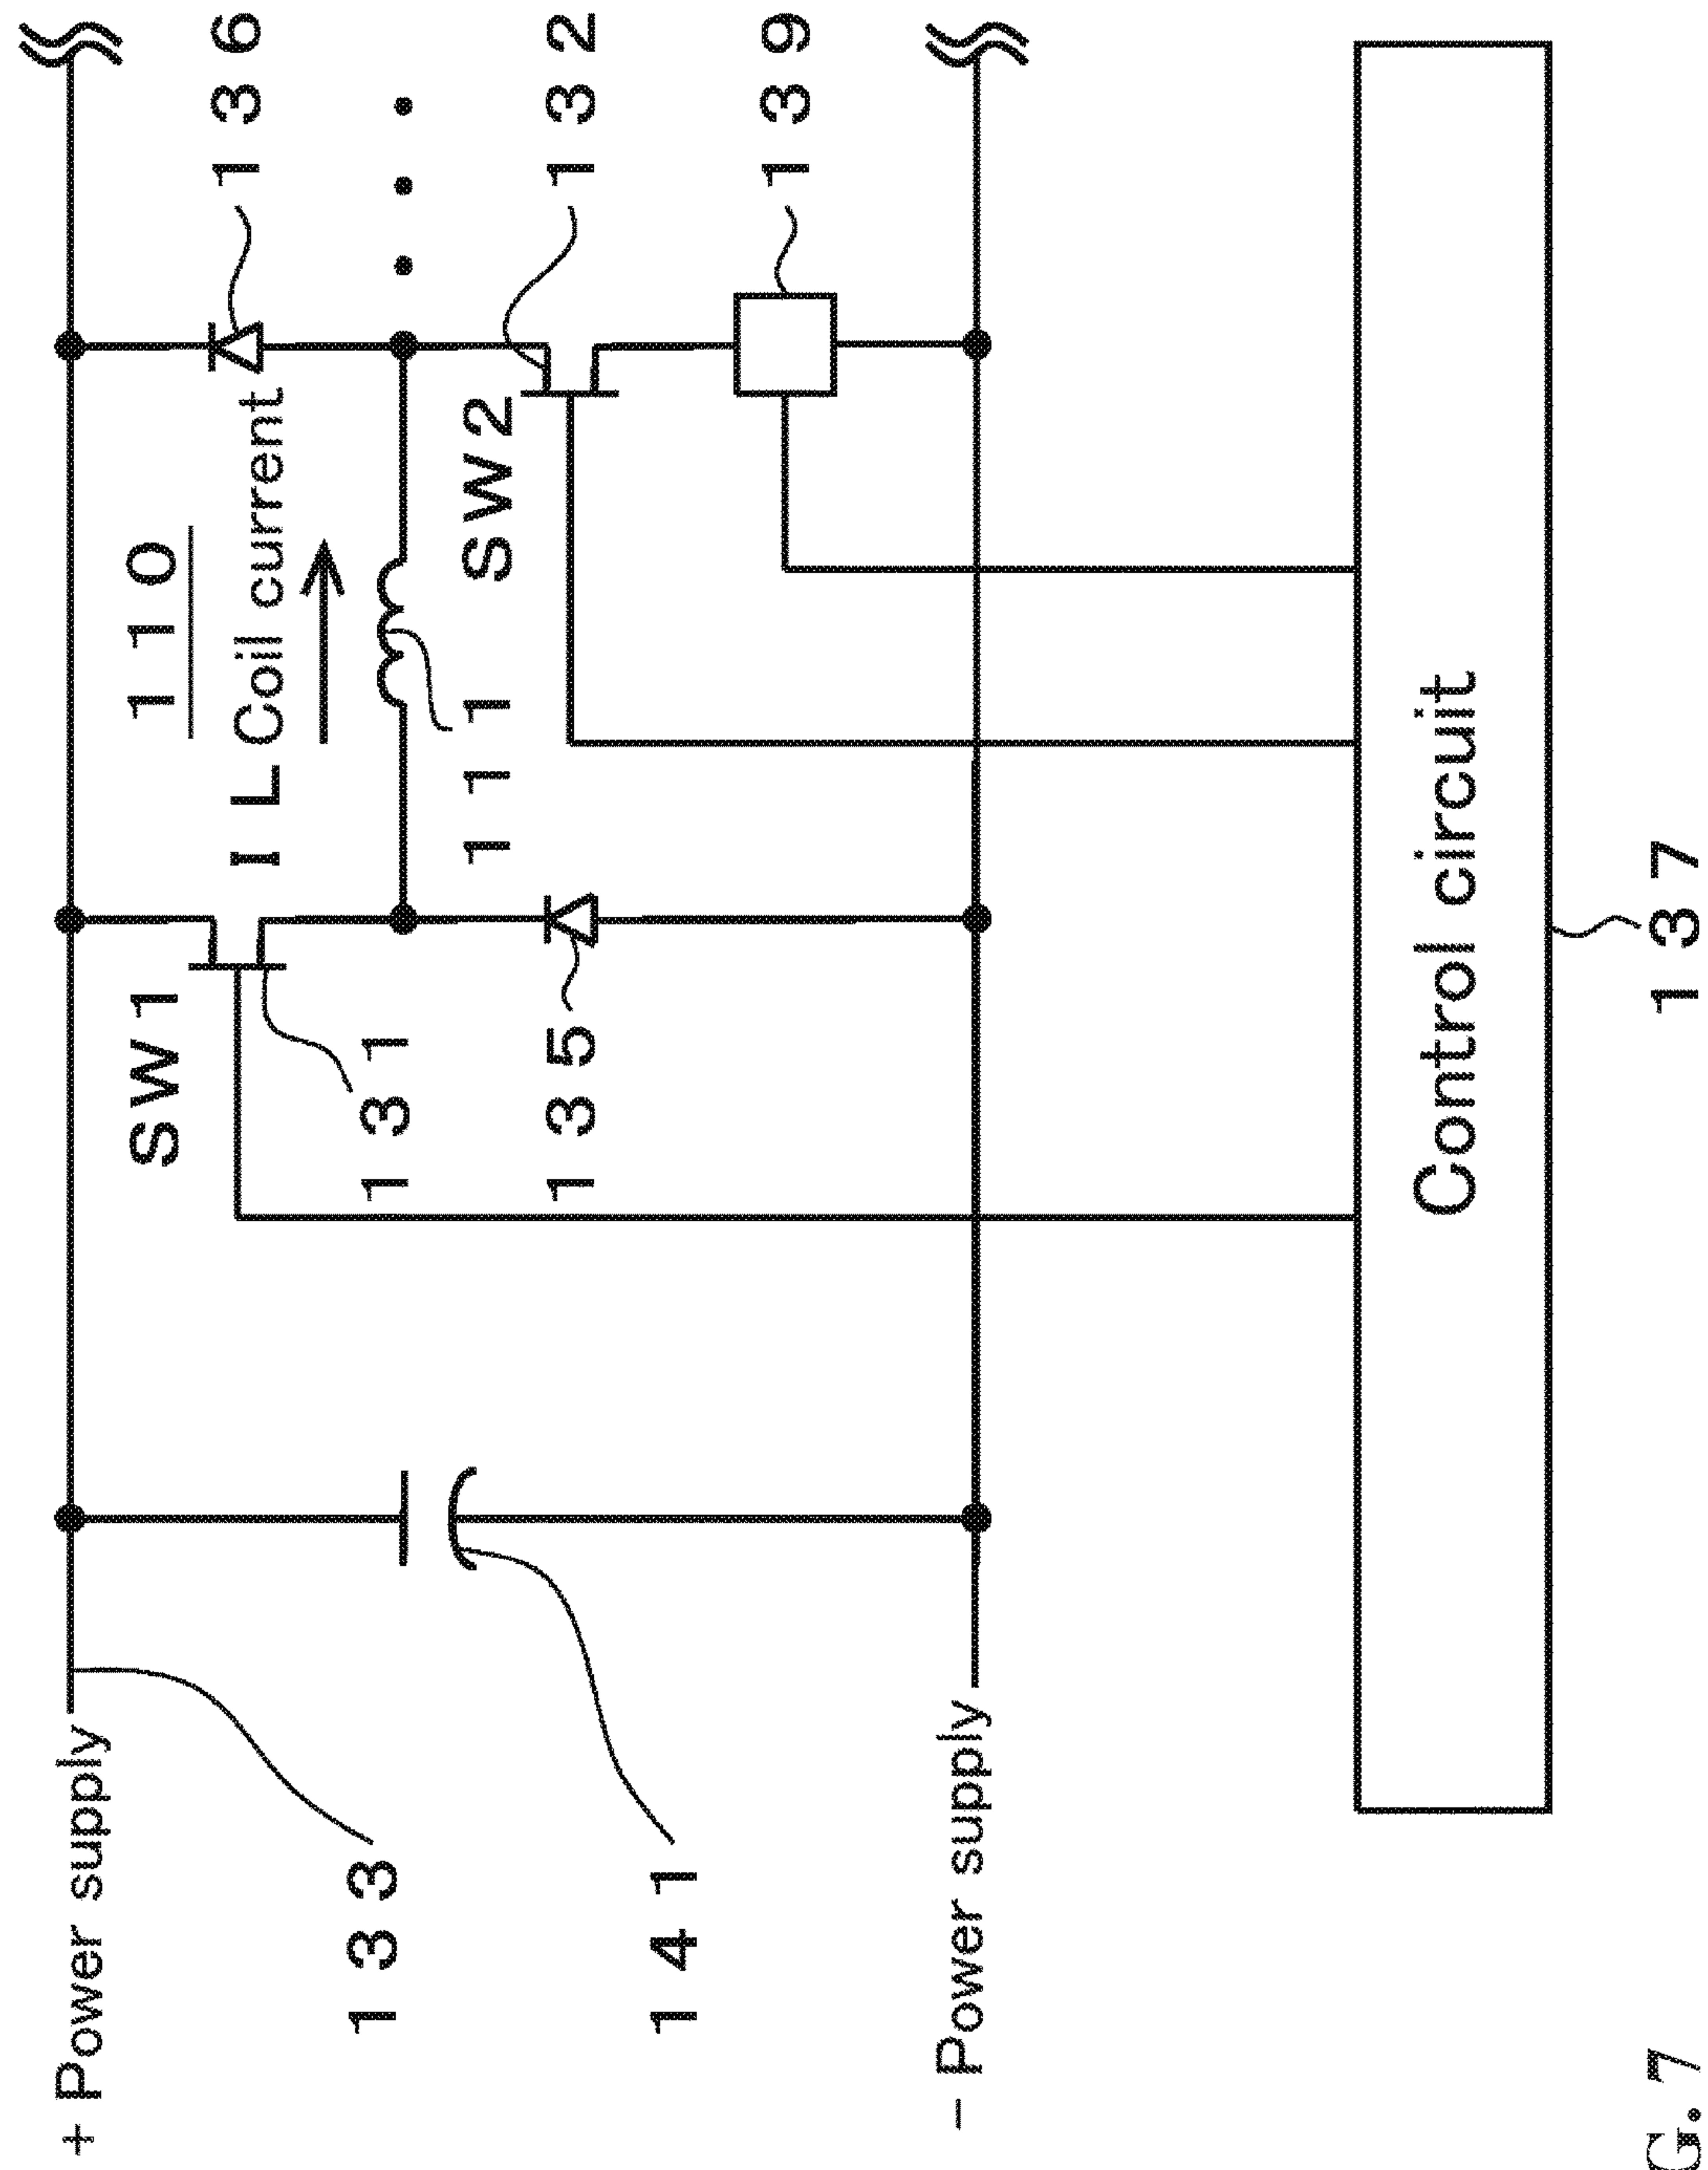 110
SW1
IL Coil current
136
131
111
SW2
132
135
139
+Power supply
133
141
−Power supply
Control circuit
137
G. 7